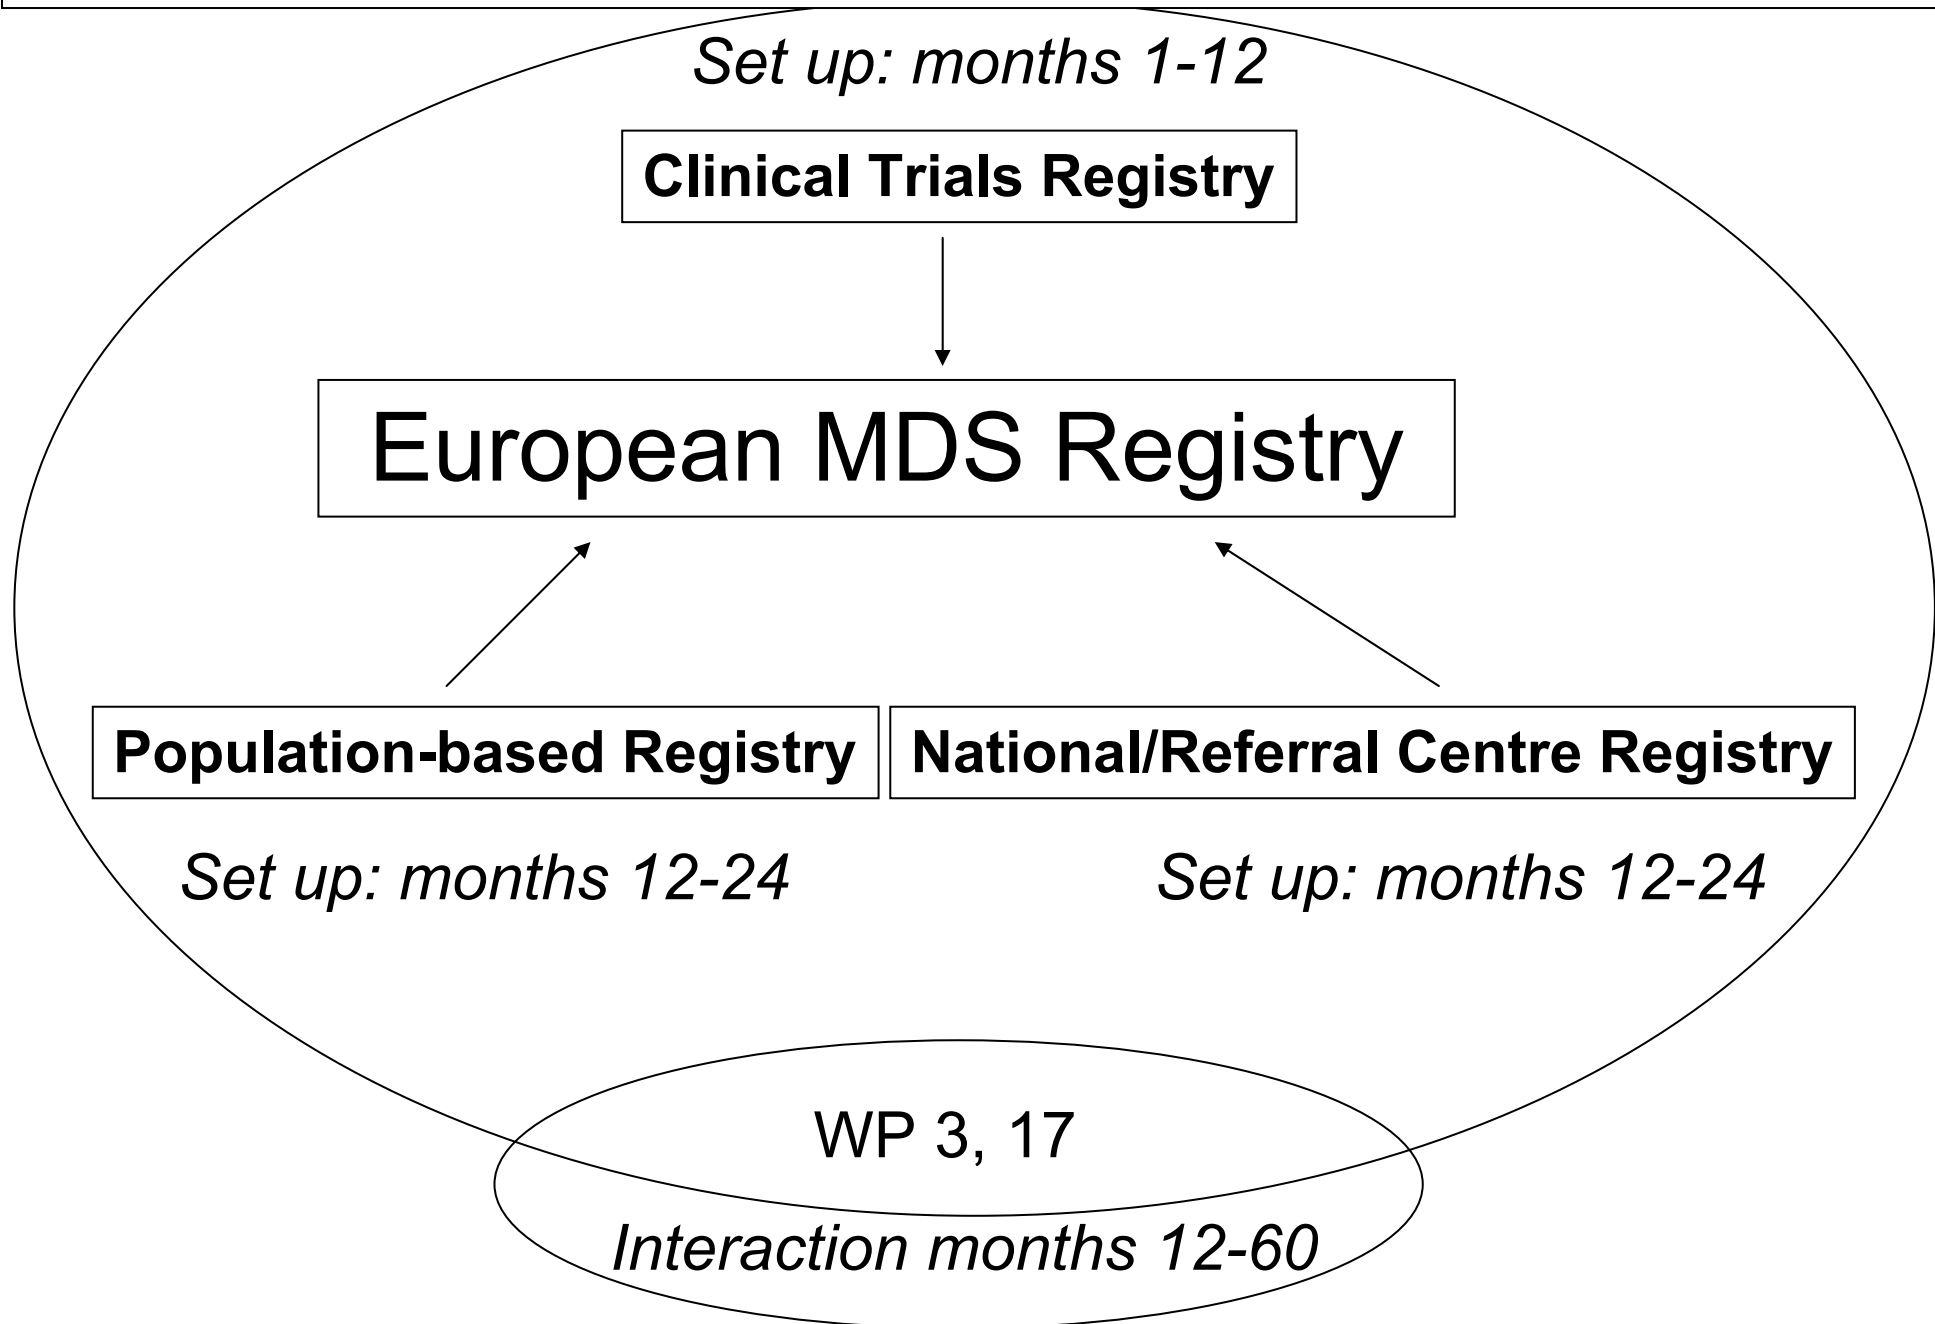 Set up: months 1-12
Clinical Trials Registry
European MDS Registry
Population-based Registry
National/Referral Centre Registry
Set up: months 12-24
Set up: months 12-24
WP 3, 17
Interaction months 12-60